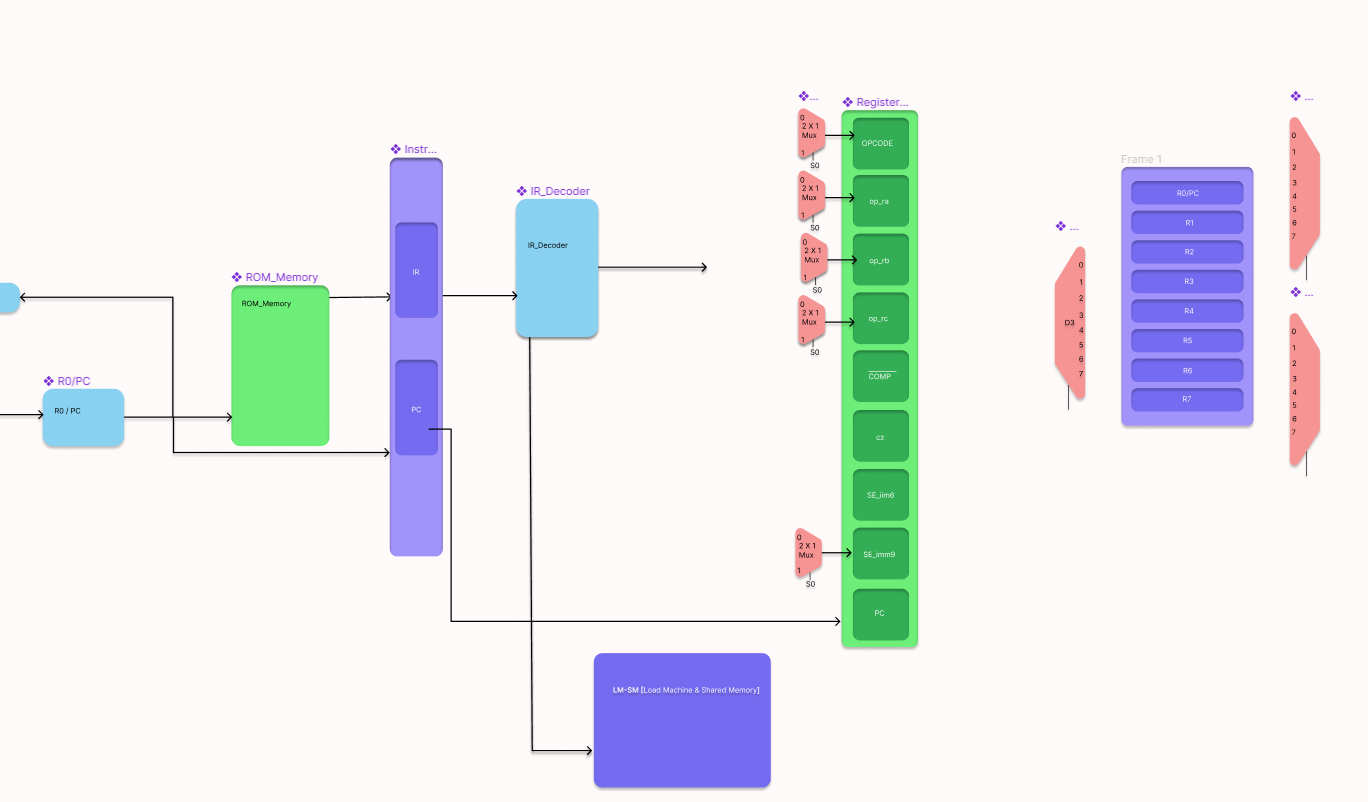 R0/PC
R0 / PC
ROM_Memory
ROM_Memory
Instr...
IR
PC
IR_Decoder
IR_Decoder
LM-SM [Load Machine & Shared Memory]
...
0
2 X 1
Mux
1
S0
0
2 X 1
Mux
1
S0
0
2 X 1
Mux
1
S0
0
2 X 1
Mux
1
S0
0
2 X 1
Mux
1
S0
Register...
OPCODE
op_ra
op_rb
op_rc
COMP
cz
SE_iim6
SE_imm9
PC
...
D3
0
1
2
3
4
5
6
7
Frame 1
R0/PC
R1
R2
R3
R4
R5
R6
R7
...
0
1
2
3
4
5
6
7
...
0
1
2
3
4
5
6
7